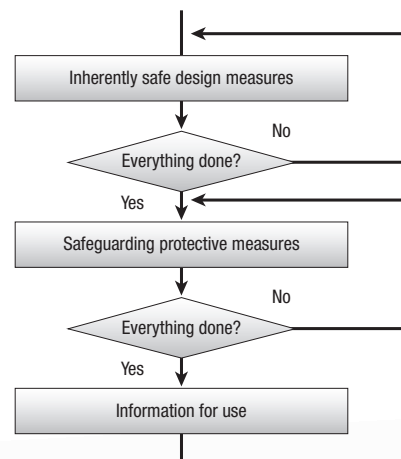 Inherently safe design measures
No
Everything done?
Yes
Safeguarding protective measures
No
Everything done?
Yes
Information for use